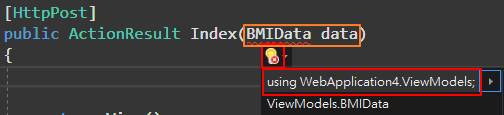 [HttpPost]
public ActionResult Index(BMIData data)
{
using WebApplication4.ViewModels;
ViewModels.BMIData